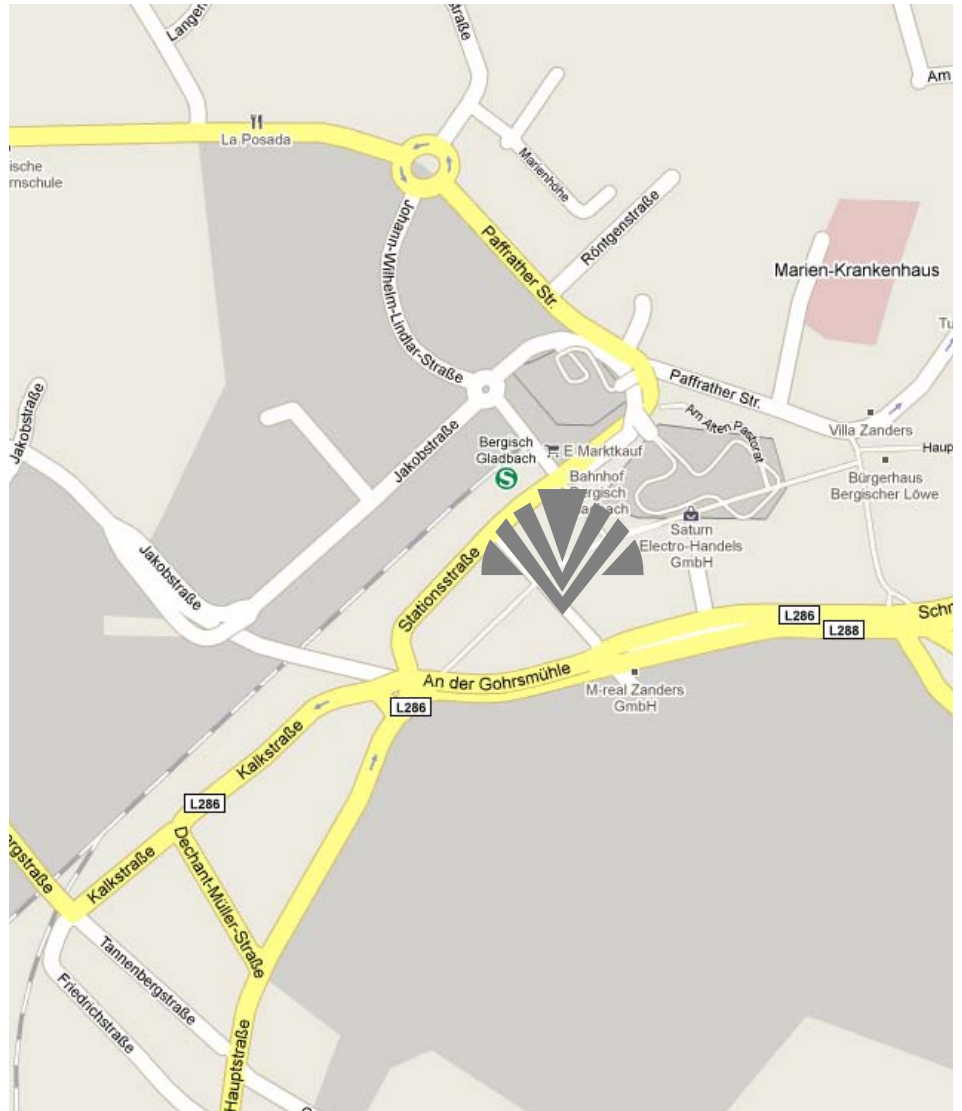 Langen
straße
Am
La Posada
ische
rnschule
Marienhöhe
Röntgenstraße
Johann-Wilhelm-Lindlar-Straße
Paffrather Str.
Marien-Krankenhaus
Tu
Paffrather Str.
Jakobstraße
Jakobstraße
Am Alten Pastorat
Villa Zanders
Bergisch
Gladbach
S
E Marktkauf
Haup
Bahnhof
Bergisch
Gladbach
Bürgerhaus
Bergischer Löwe
Saturn
Electro-Handels
GmbH
Jakobstraße
Stationsstraße
L286
L288
Schn
An der Gohrsmühle
M-real Zanders
GmbH
L286
Kalkstraße
L286
Kalkstraße
Dechant-Müller-Straße
ergstraße
Tannenbergstraße
Friedrichstraße
Hauptstraße